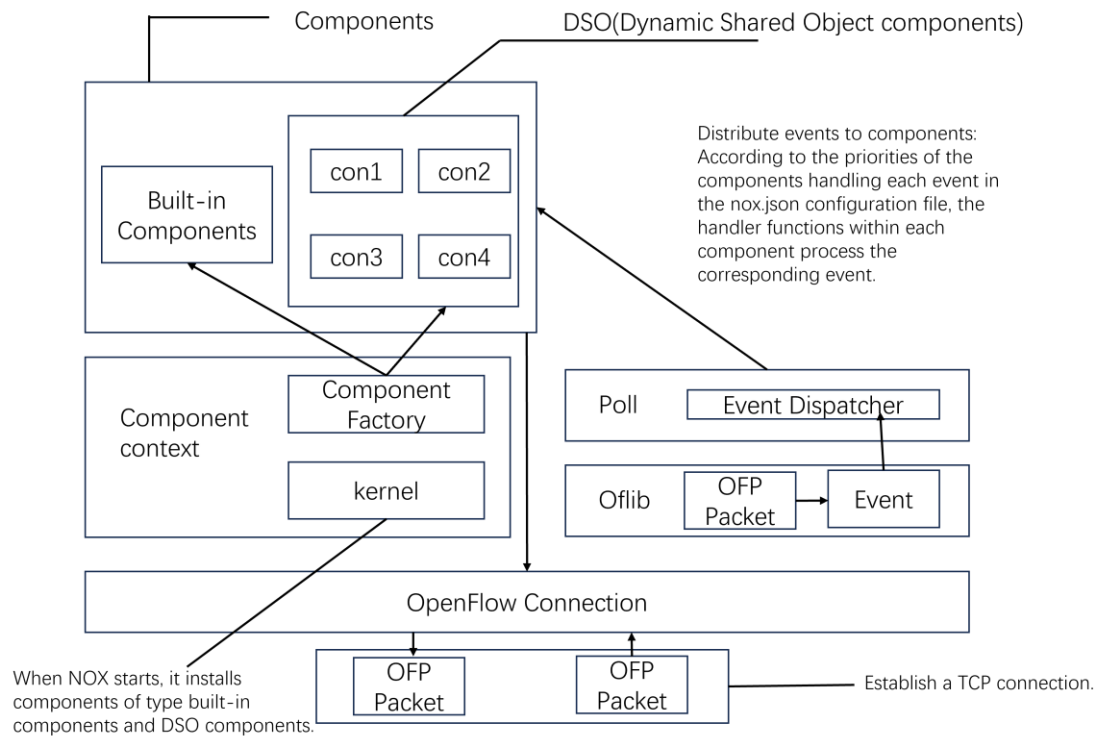 Components
DSO(Dynamic Shared Object components)
Distribute events to components:
According to the priorities of the
components handling each event in
the nox.json configuration file, the
handler functions within each
component process the
corresponding event.
Built-in
Components
con1
con2
con3
con4
Component
context
Component
Factory
kernel
Poll
Event Dispatcher
Oflib
OFP
Packet
Event
OpenFlow Connection
OFP
Packet
OFP
Packet
When NOX starts, it installs
components of type built-in
components and DSO components.
Establish a TCP connection.